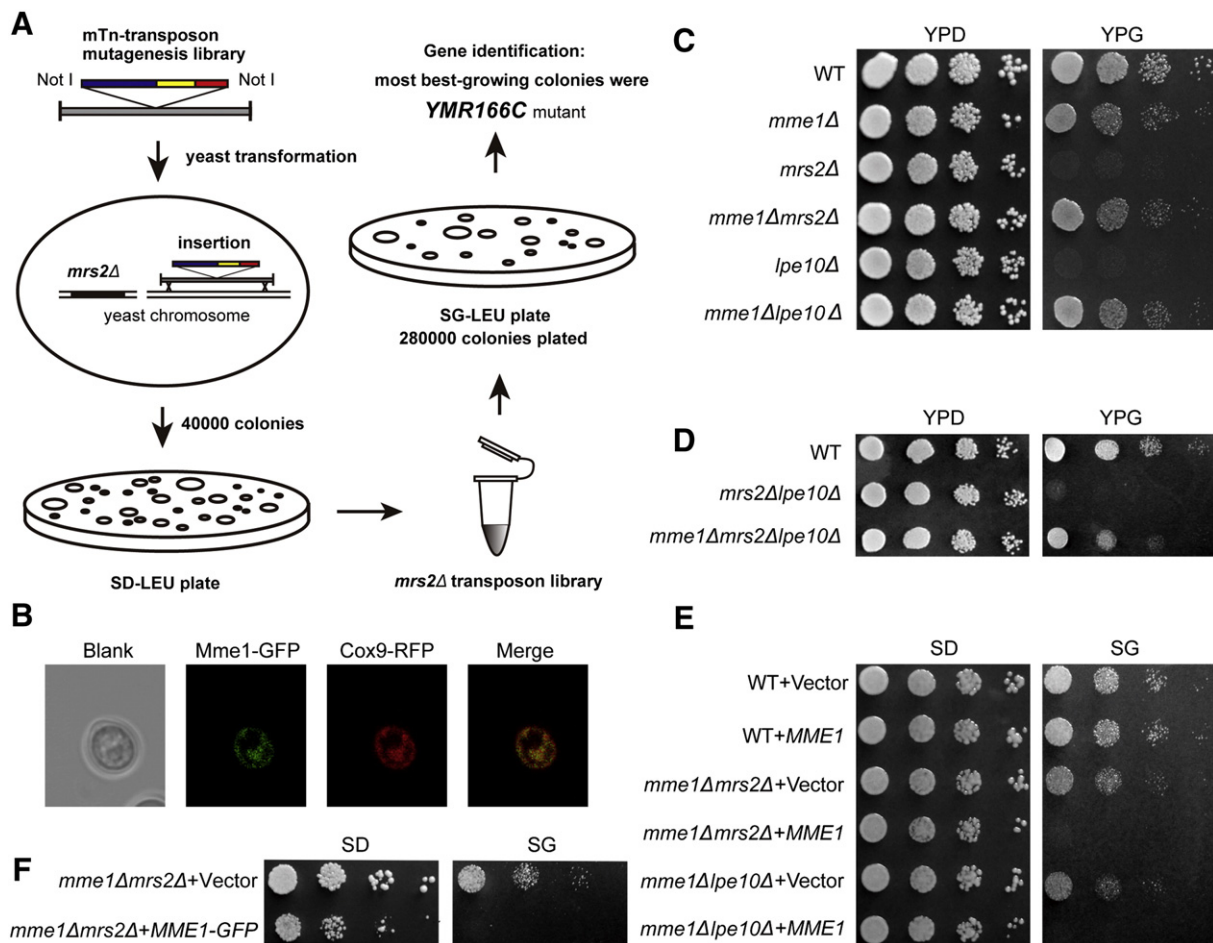 A
mTn-transposon
mutagenesis library
Not I
Not I
yeast transformation
insertion
mrs2Δ
yeast chromosome
40000 colonies
SD-LEU plate
Gene identification:
most best-growing colonies were
YMR166C mutant
SG-LEU plate
280000 colonies plated
mrs2Δ transposon library
B
Blank
Mme1-GFP
Cox9-RFP
Merge
C
YPD
YPG
WT
mme1Δ
mrs2Δ
mme1Δmrs2Δ
lpe10Δ
mme1Δlpe10Δ
D
YPD
YPG
WT
mrs2Δlpe10Δ
mme1Δmrs2Δlpe10Δ
E
SD
SG
WT+Vector
WT+MME1
mme1Δmrs2Δ+Vector
mme1Δmrs2Δ+MME1
mme1Δlpe10Δ+Vector
mme1Δlpe10Δ+MME1
F
SD
SG
mme1Δmrs2Δ+Vector
mme1Δmrs2Δ+MME1-GFP